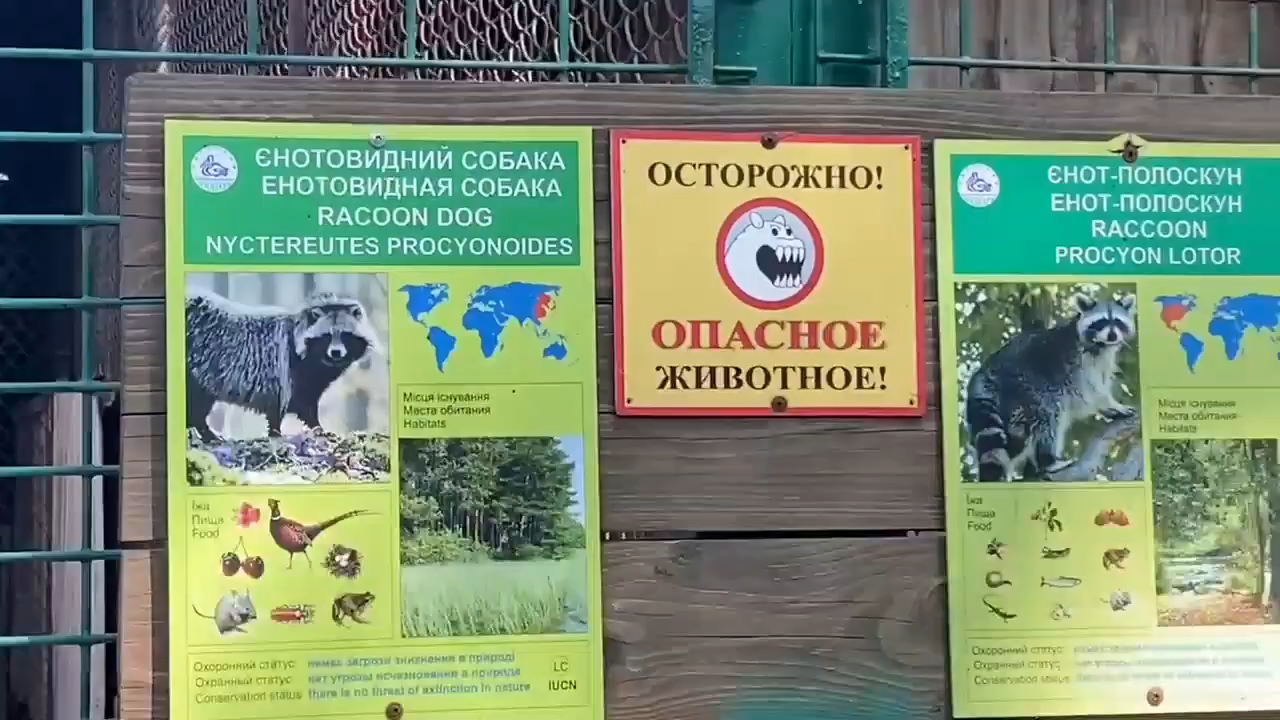 ЄНОТОВИДНИЙ СОБАКА
ЕНОТОВИДНАЯ СОБАКА
RACOON DOG
NYCTEREUTES PROCYONOIDES
Місця існування
Места обитания
Habitats
Їжа
Пища
Food
Охоронний статус немає загрози зникнення в природі
Охранный статус нет угрозы исчезновения в природе
Conservation status there is no threat of extinction in nature
LC
IUCN
ОСТОРОЖНО!
ОПАСНОЕ
ЖИВОТНОЕ!
ЄНОТ-ПОЛОСКУН
ЕНОТ-ПОЛОСКУН
RACCOON
PROCYON LOTOR
Місця існування
Места обитания
Habitats
Їжа
Пища
Food
Охоронний статус:
Охранный статус:
Conservation status